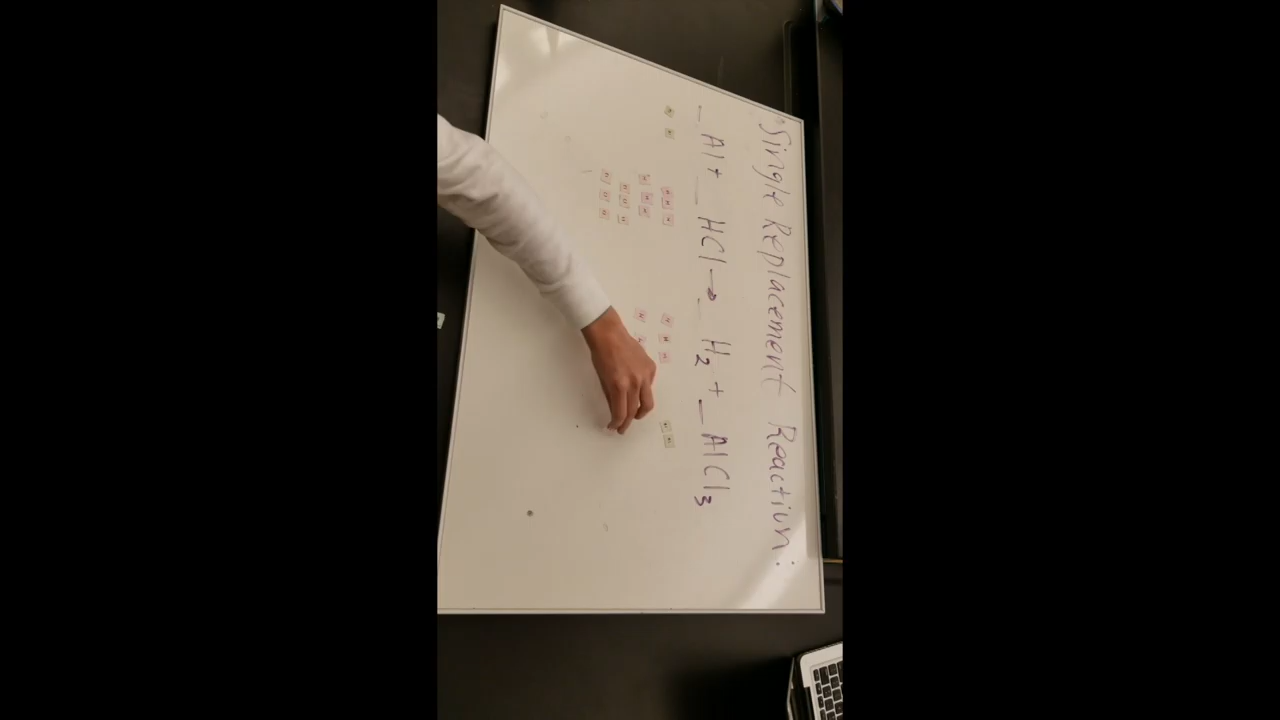 Single Replacement Reaction:
_ Al + _ HCl → _ H2 + _ AlCl3